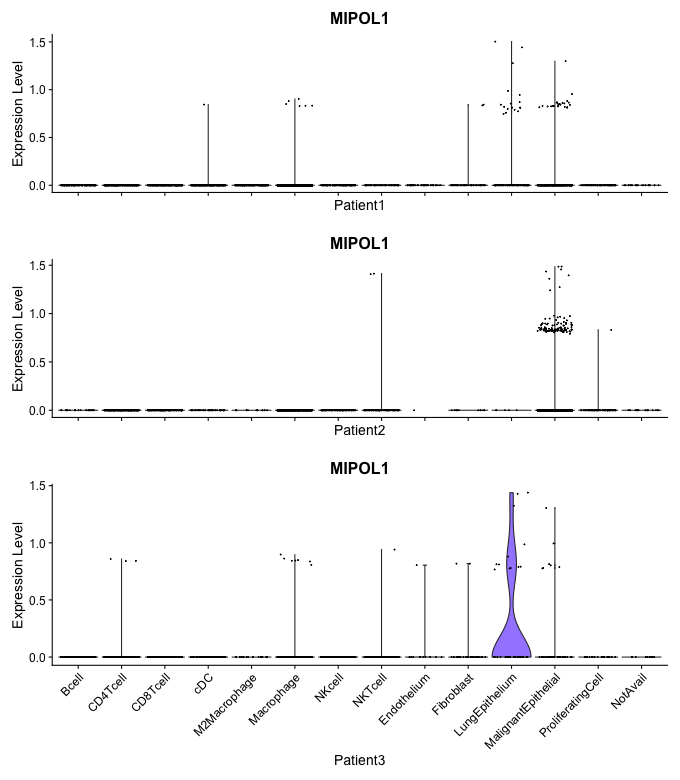 MIPOL1
Expression Level
1.5
1.0
0.5
0.0
Patient1
MIPOL1
Expression Level
1.5
1.0
0.5
0.0
Patient2
MIPOL1
Expression Level
1.5
1.0
0.5
0.0
Bcell
CD4Tcell
CD8Tcell
cDC
M2Macrophage
Macrophage
NKcell
NKTcell
Endothelium
Fibroblast
LungEpithelium
MalignantEpithelial
ProliferatingCell
NotAvail
Patient3